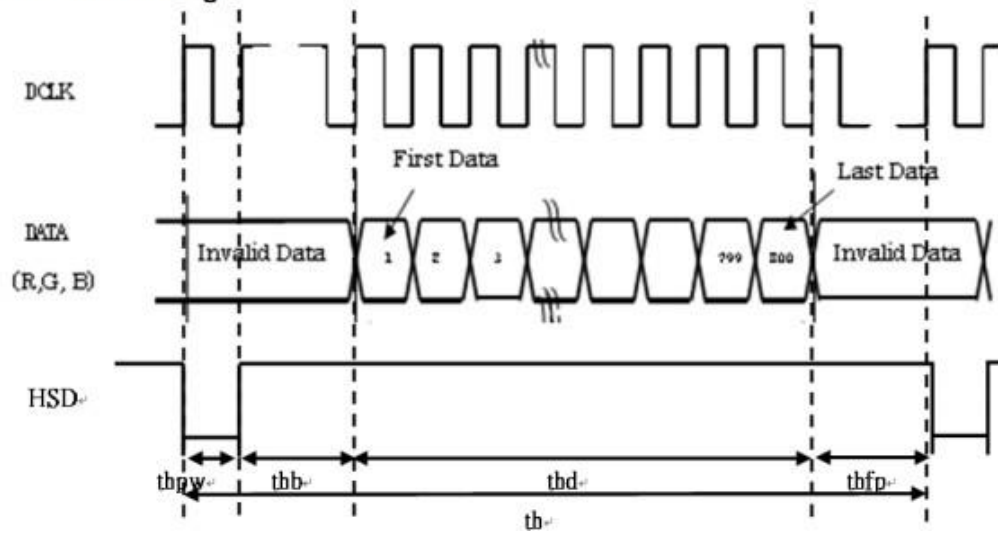 DCLK
First Data
Last Data
DATA
(R,G, B)
Invalid Data
1
2
3
799
800
Invalid Data
HSD
thpw
thb
thd
thfp
th